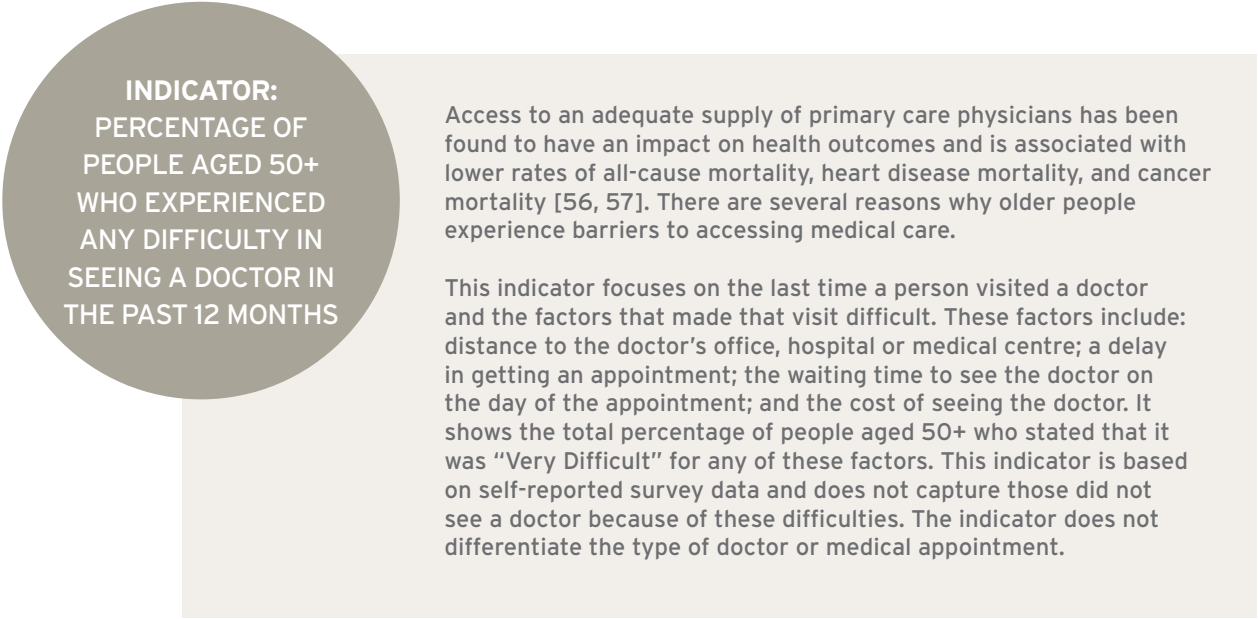 INDICATOR:
PERCENTAGE OF
PEOPLE AGED 50+
WHO EXPERIENCED
ANY DIFFICULTY IN
SEEING A DOCTOR IN
THE PAST 12 MONTHS
Access to an adequate supply of primary care physicians has been
found to have an impact on health outcomes and is associated with
lower rates of all-cause mortality, heart disease mortality, and cancer
mortality [56, 57]. There are several reasons why older people
experience barriers to accessing medical care.
This indicator focuses on the last time a person visited a doctor
and the factors that made that visit difficult. These factors include:
distance to the doctor’s office, hospital or medical centre; a delay
in getting an appointment; the waiting time to see the doctor on
the day of the appointment; and the cost of seeing the doctor. It
shows the total percentage of people aged 50+ who stated that it
was “Very Difficult” for any of these factors. This indicator is based
on self-reported survey data and does not capture those did not
see a doctor because of these difficulties. The indicator does not
differentiate the type of doctor or medical appointment.